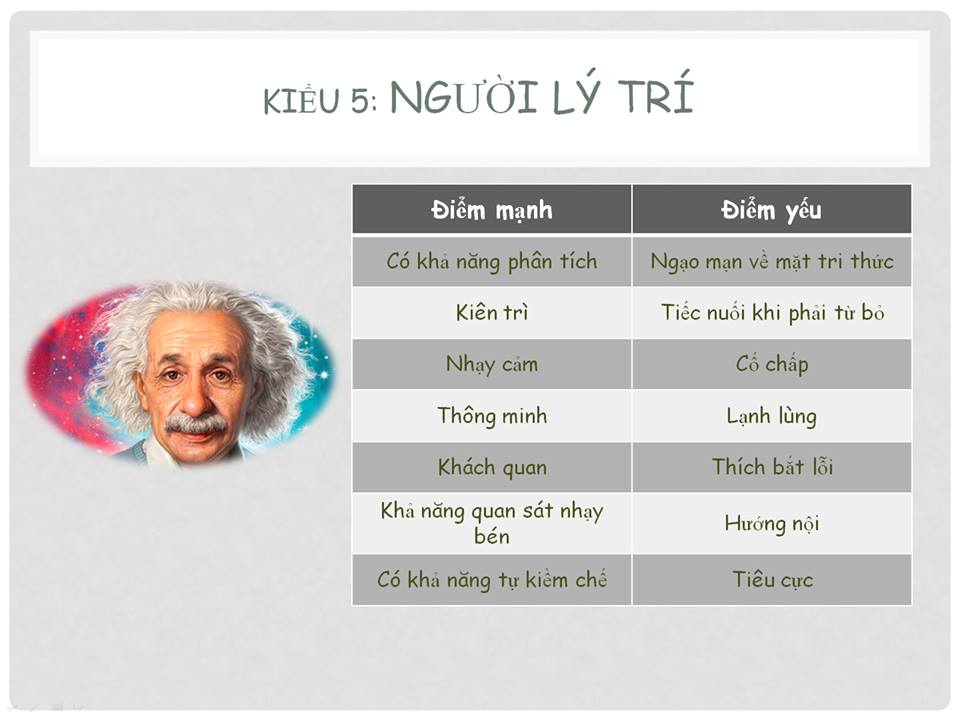 KIỂU 5: NGƯỜI LÝ TRÍ
Điểm mạnh Điểm yếu
Có khả năng phân tích Ngạo mạn về mặt tri thức
Kiên trì Tiếc nuối khi phải từ bỏ
Nhạy cảm Cố chấp
Thông minh Lạnh lùng
Khách quan Thích bắt lỗi
Khả năng quan sát nhạy
bén
Hướng nội
Có khả năng tự kiềm chế Tiêu cực